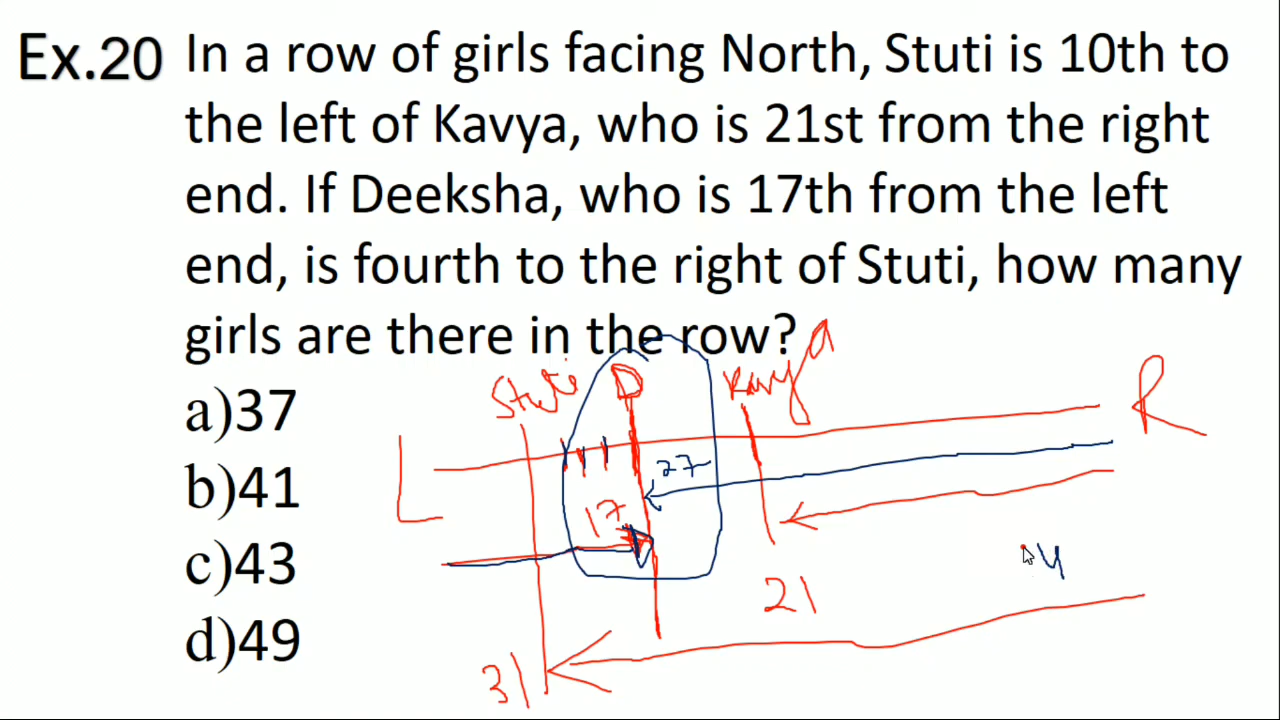 Ex.20 In a row of girls facing North, Stuti is 10th to
the left of Kavya, who is 21st from the right
end. If Deeksha, who is 17th from the left
end, is fourth to the right of Stuti, how many
girls are there in the row?
a)37
b)41
c)43
d)49
Stuti D Kavya
L R
27
17
21
31